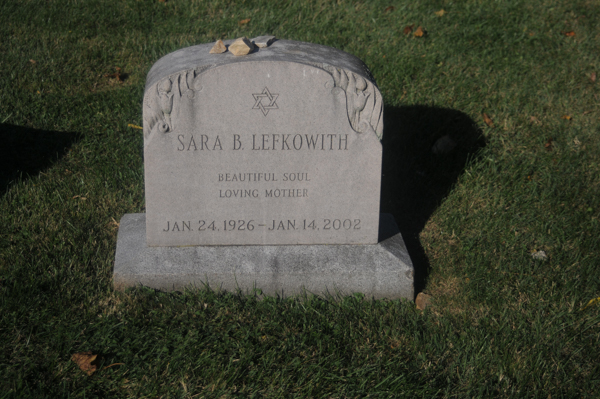 SARA B. LEFKOWITH
BEAUTIFUL SOUL
LOVING MOTHER
JAN. 24. 1926 – JAN. 14. 2002